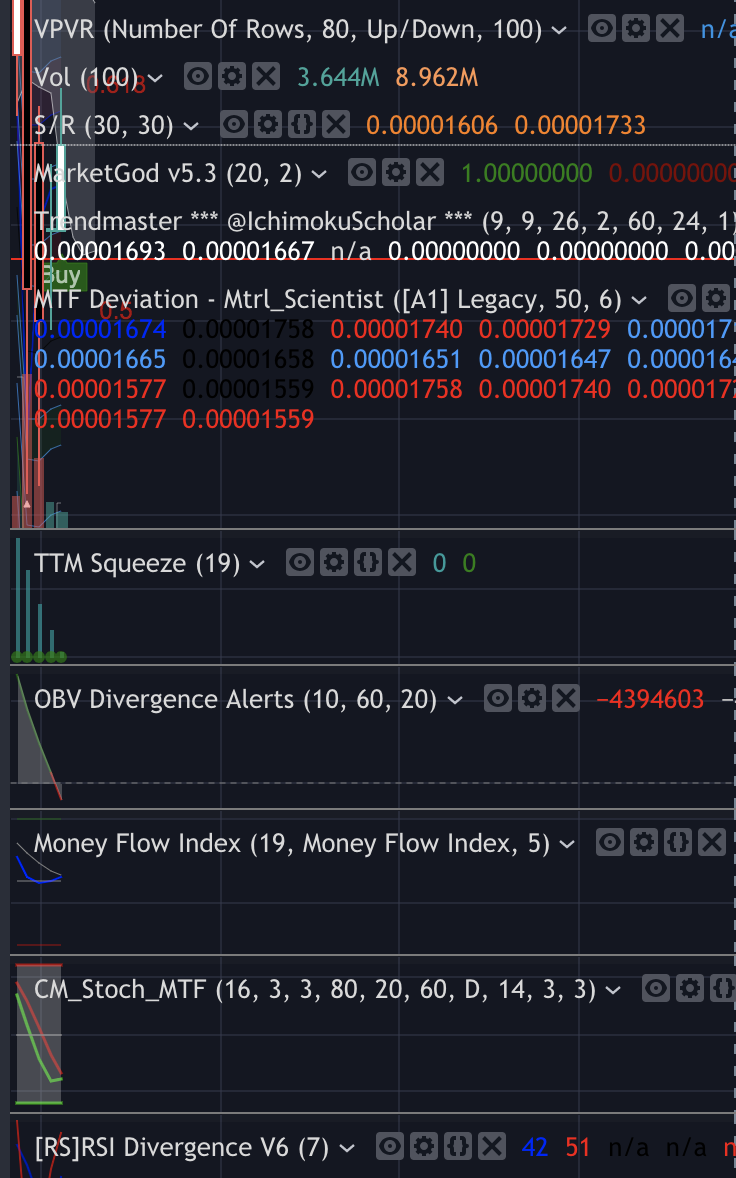 VPVR (Number Of Rows, 80, Up/Down, 100) n/a
Vol (100) 3.644M 8.962M
0.618
S/R (30, 30) 0.00001606 0.00001733
MarketGod v5.3 (20, 2) 1.00000000 0.00000000
Trendmaster *** @IchimokuScholar *** (9, 9, 26, 2, 60, 24, 1)
0.00001693 0.00001667 n/a 0.00000000 0.00000000 0.00
Buy
MTF Deviation - Mtrl_Scientist ([A1] Legacy, 50, 6)
0.5
0.00001674 0.00001758 0.00001740 0.00001729 0.000017
0.00001665 0.00001658 0.00001651 0.00001647 0.000016
0.00001577 0.00001559 0.00001758 0.00001740 0.000017
0.00001577 0.00001559
TTM Squeeze (19) 0 0
OBV Divergence Alerts (10, 60, 20) −4394603
Money Flow Index (19, Money Flow Index, 5)
CM_Stoch_MTF (16, 3, 3, 80, 20, 60, D, 14, 3, 3)
[RS]RSI Divergence V6 (7) 42 51 n/a n/a